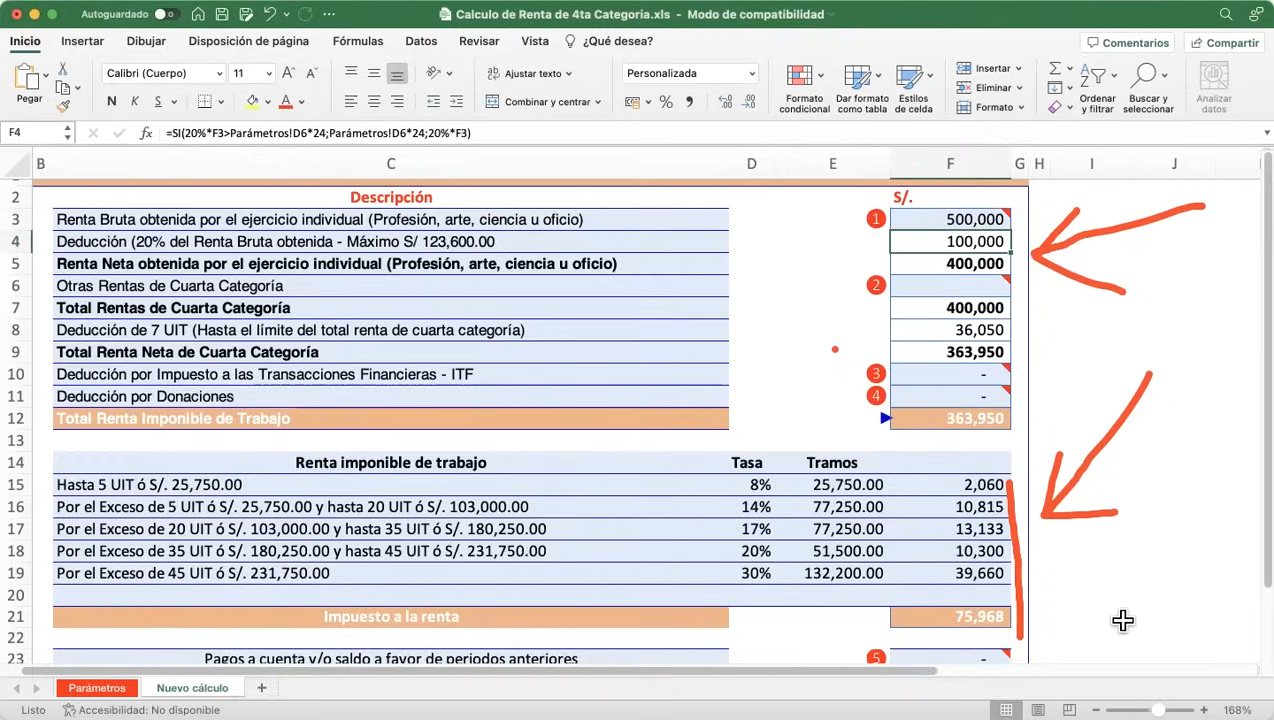 Autoguardado
Calculo de Renta de 4ta Categoria.xls - Modo de compatibilidad
Inicio Insertar Dibujar Disposición de página Fórmulas Datos Revisar Vista ¿Qué desea? Comentarios Compartir
Pegar
Calibri (Cuerpo) 11
N K S A
Ajustar texto
Combinar y centrar
Personalizada
Formato condicional
Dar formato como tabla
Estilos de celda
Insertar
Eliminar
Formato
Ordenar y filtrar
Buscar y seleccionar
Analizar datos
F4 fx =SI(20%*F3>Parámetros!D6*24;Parámetros!D6*24;20%*F3)
B C D E F G H I J
2 Descripción S/.
3 Renta Bruta obtenida por el ejercicio individual (Profesión, arte, ciencia u oficio) 1 500,000
4 Deducción (20% del Renta Bruta obtenida - Máximo S/ 123,600.00 100,000
5 Renta Neta obtenida por el ejercicio individual (Profesión, arte, ciencia u oficio) 400,000
6 Otras Rentas de Cuarta Categoría 2
7 Total Rentas de Cuarta Categoría 400,000
8 Deducción de 7 UIT (Hasta el límite del total renta de cuarta categoría) 36,050
9 Total Renta Neta de Cuarta Categoría 363,950
10 Deducción por Impuesto a las Transacciones Financieras - ITF 3 -
11 Deducción por Donaciones 4 -
12 Total Renta Imponible de Trabajo 363,950
13
14 Renta imponible de trabajo Tasa Tramos
15 Hasta 5 UIT ó S/. 25,750.00 8% 25,750.00 2,060
16 Por el Exceso de 5 UIT ó S/. 25,750.00 y hasta 20 UIT ó S/. 103,000.00 14% 77,250.00 10,815
17 Por el Exceso de 20 UIT ó S/. 103,000.00 y hasta 35 UIT ó S/. 180,250.00 17% 77,250.00 13,133
18 Por el Exceso de 35 UIT ó S/. 180,250.00 y hasta 45 UIT ó S/. 231,750.00 20% 51,500.00 10,300
19 Por el Exceso de 45 UIT ó S/. 231,750.00 30% 132,200.00 39,660
20
21 Impuesto a la renta 75,968
22
23 Pagos a cuenta y/o saldo a favor de periodos anteriores 5 -
Parámetros Nuevo cálculo +
Listo Accesibilidad: No disponible 168%